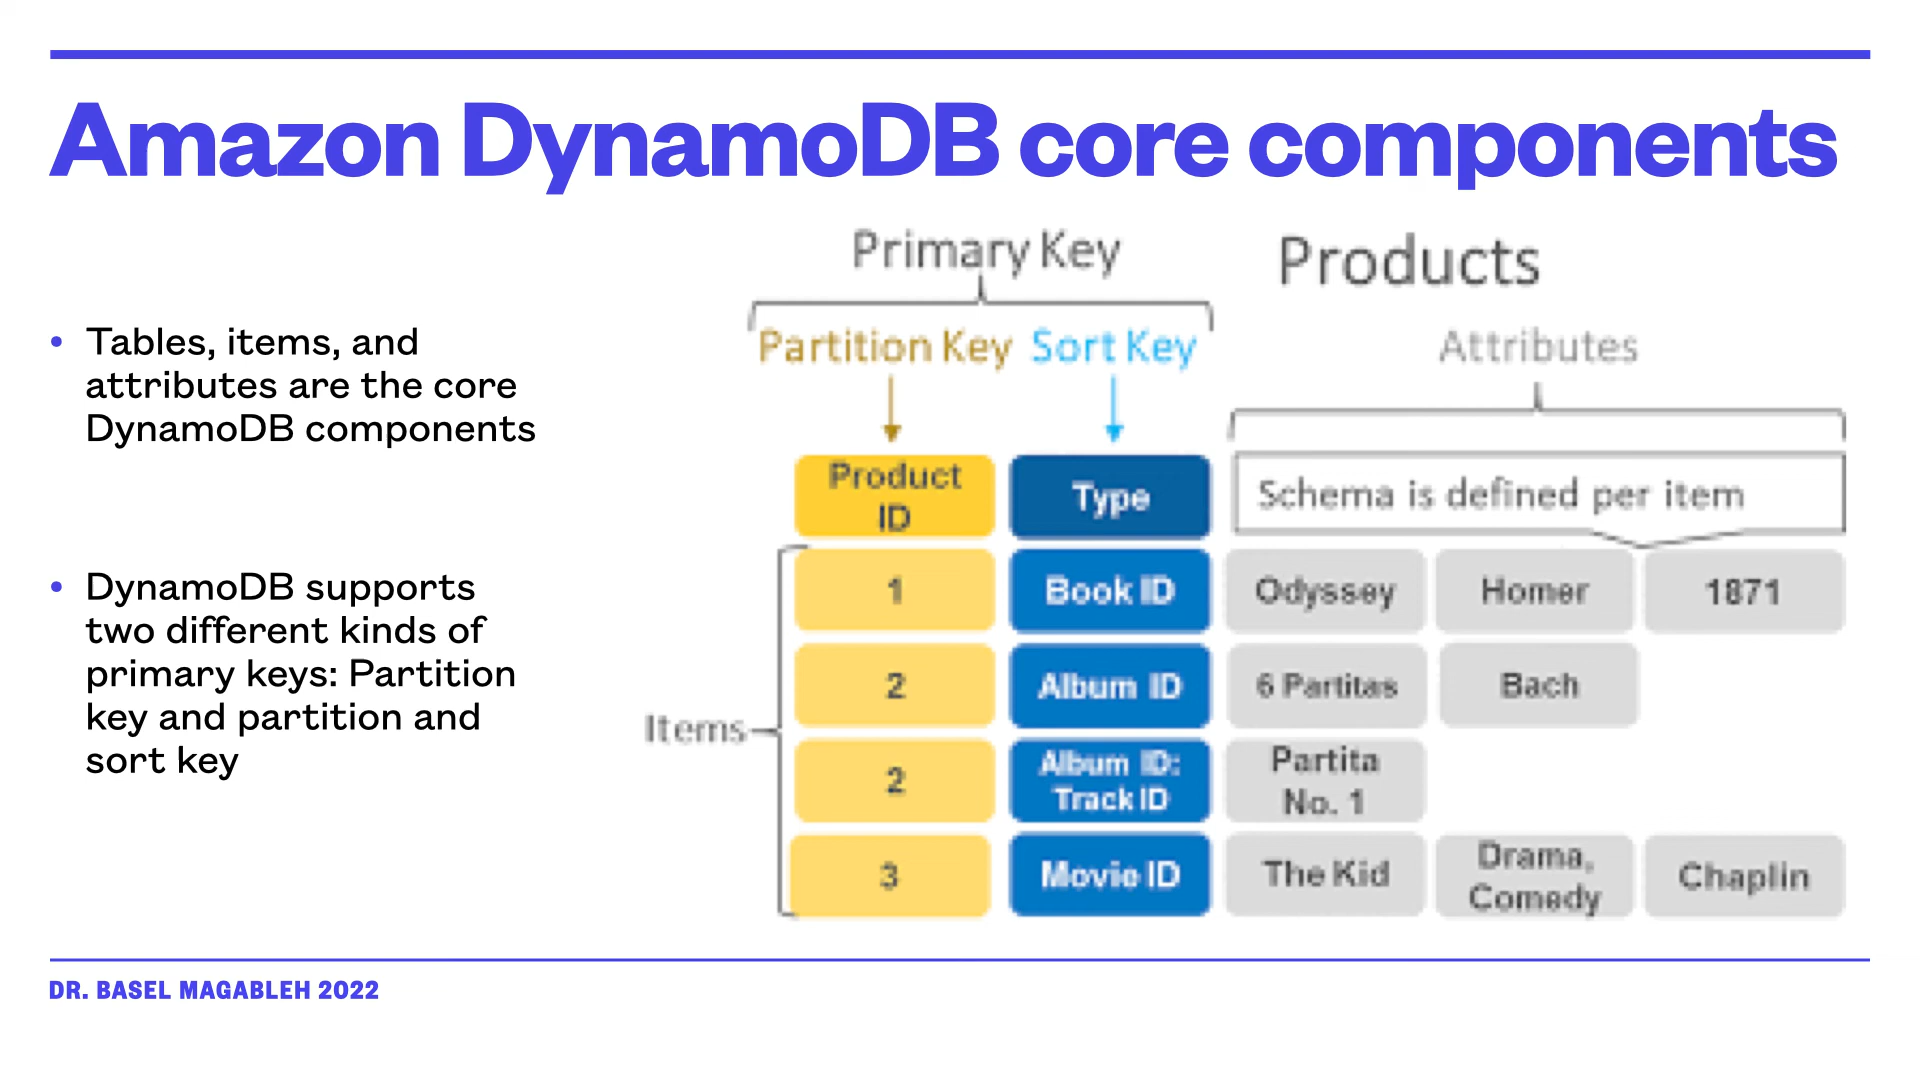 Amazon DynamoDB core components
• Tables, items, and
attributes are the core
DynamoDB components
• DynamoDB supports
two different kinds of
primary keys: Partition
key and partition and
sort key
Primary Key
Products
Partition Key
Sort Key
Attributes
Product
ID
Type
Schema is defined per item
Items
1
Book ID
Odyssey
Homer
1871
2
Album ID
6 Partitas
Bach
2
Album ID:
Track ID
Partita
No. 1
3
Movie ID
The Kid
Drama,
Comedy
Chaplin
DR. BASEL MAGABLEH 2022